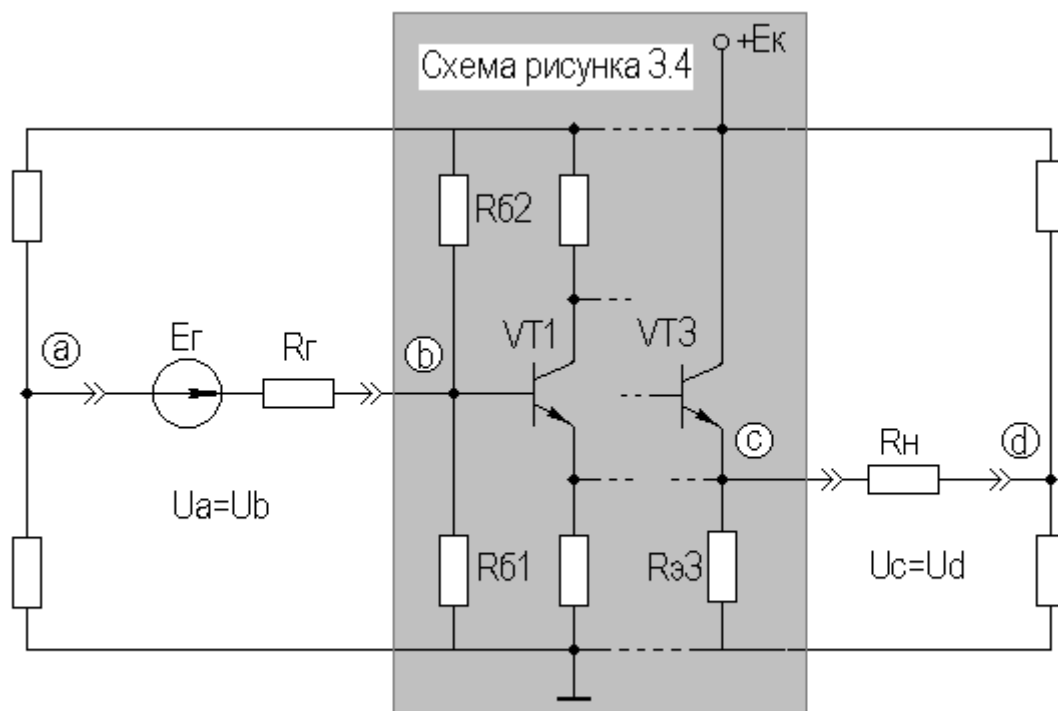 +Ек
Схема рисунка 3.4
Rб2
VT1
VT3
a
Ег
Rг
b
c
Rн
d
Ua=Ub
Rб1
Rэ3
Uc=Ud